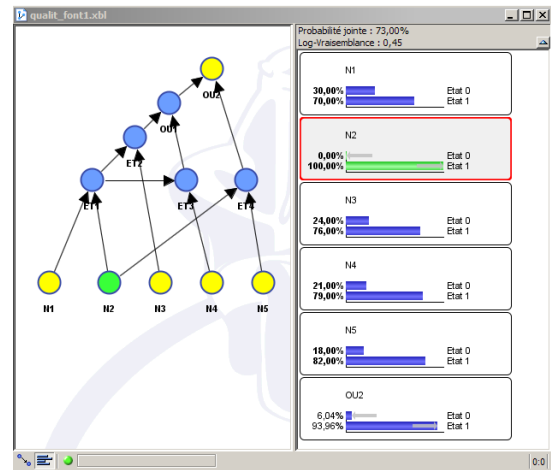 qualit_font1.xbl
OU2
OU1
ET2
ET1
ET3
ET4
N1
N2
N3
N4
N5
Probabilité jointe : 73,00%
Log-Vraisemblance : 0,45
N1
30,00% Etat 0
70,00% Etat 1
N2
0,00% Etat 0
100,00% Etat 1
N3
24,00% Etat 0
76,00% Etat 1
N4
21,00% Etat 0
79,00% Etat 1
N5
18,00% Etat 0
82,00% Etat 1
OU2
6,04% Etat 0
93,96% Etat 1
0:0